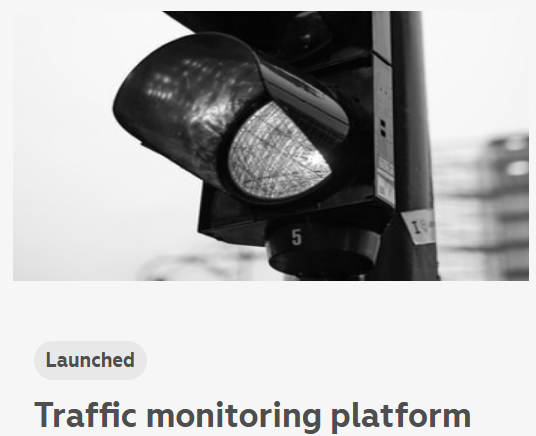 5
I
Launched
Traffic monitoring platform